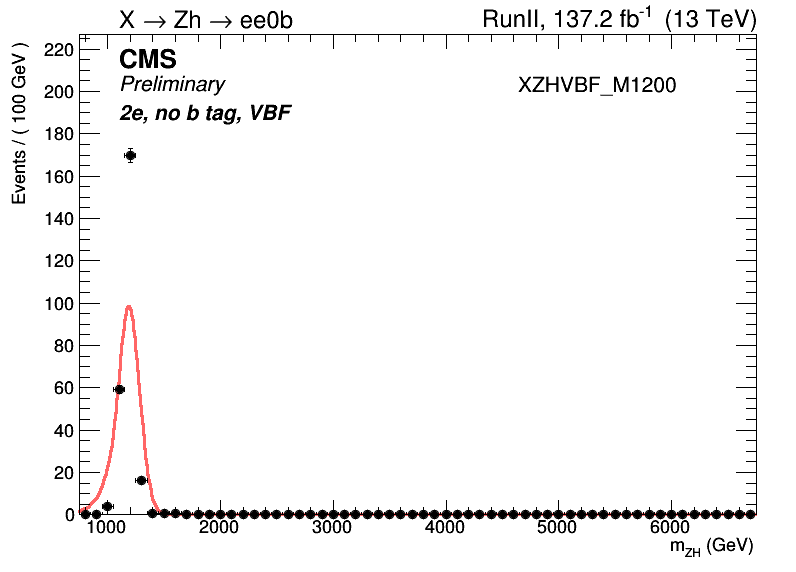 X → Zh → ee0b
RunII, 137.2 fb-1 (13 TeV)
CMS
Preliminary
2e, no b tag, VBF
XZHVBF_M1200
Events / ( 100 GeV )
220
200
180
160
140
120
100
80
60
40
20
0
1000 2000 3000 4000 5000 6000
mZH (GeV)